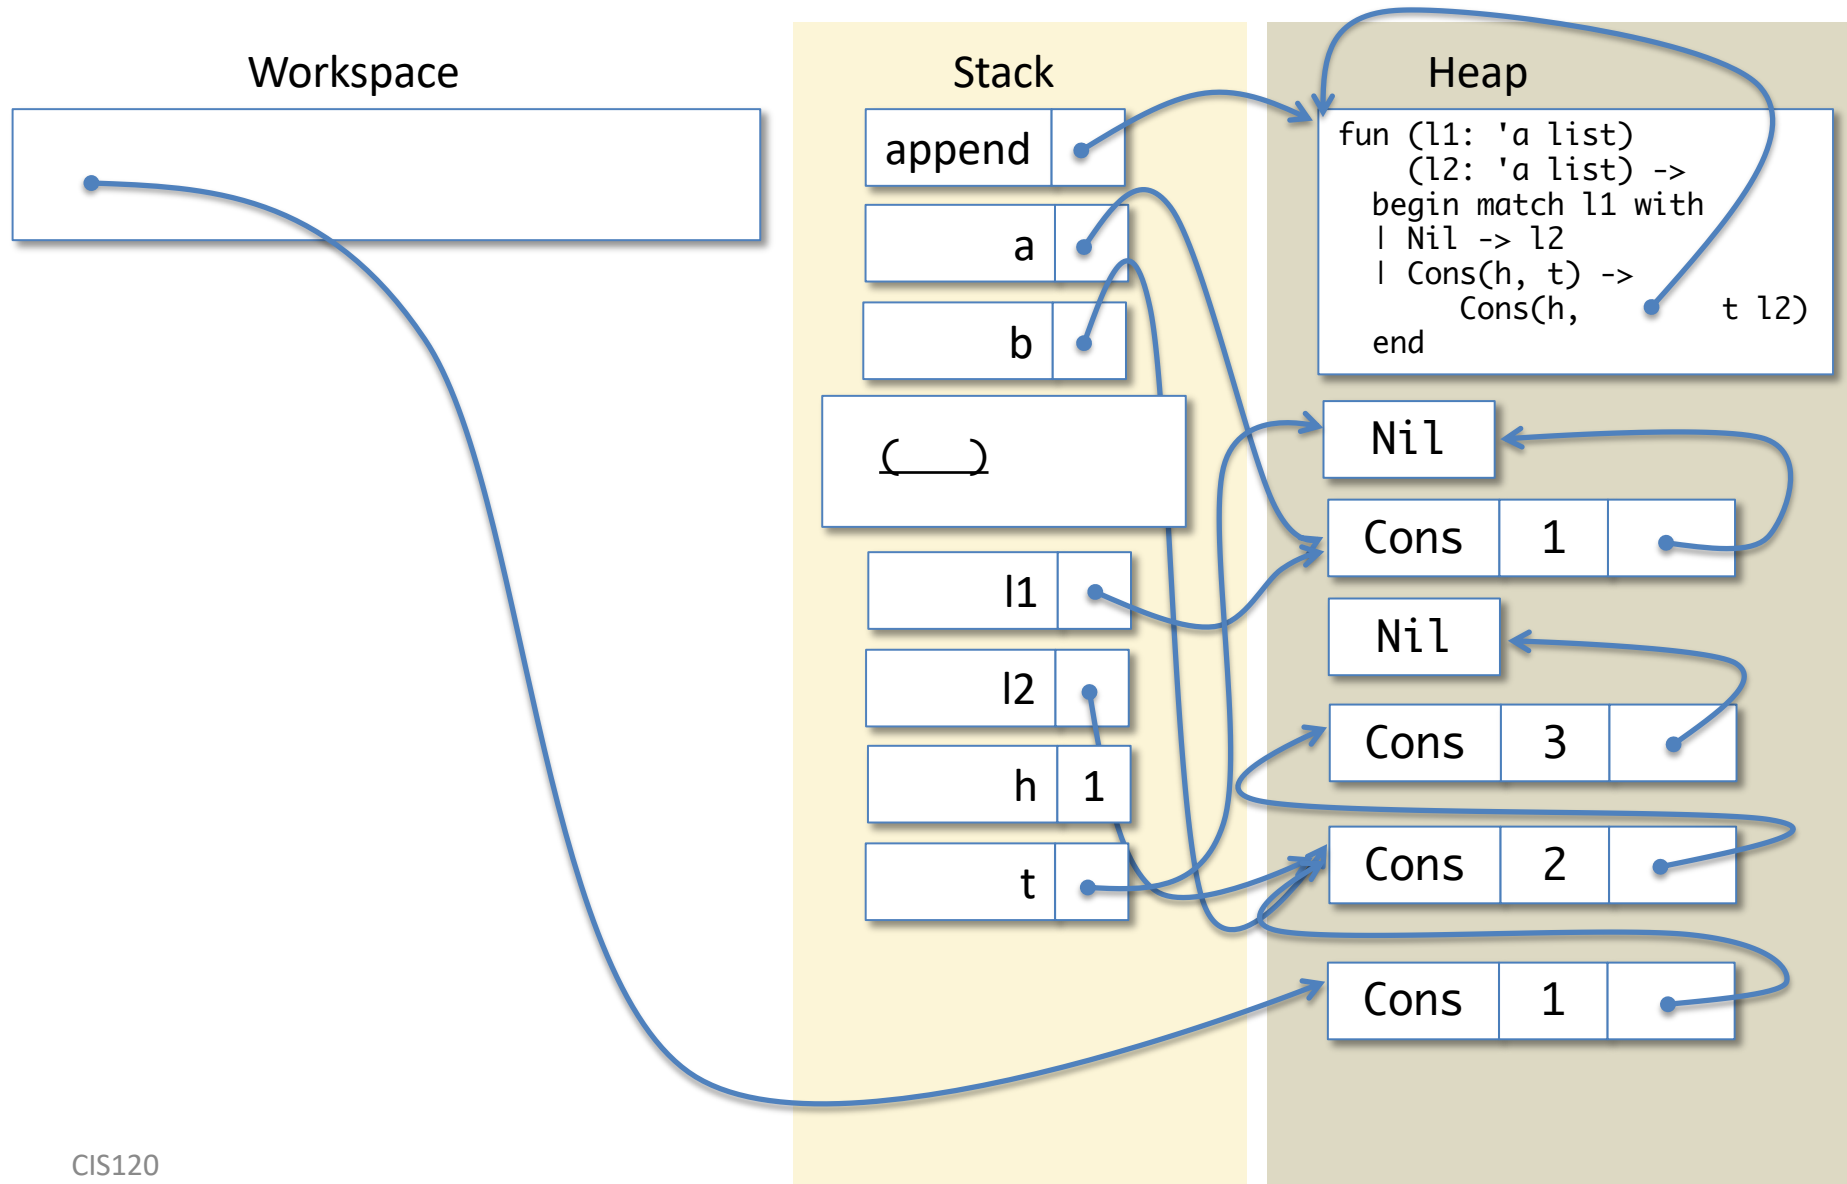 Workspace
Stack
Heap
append
a
b
(____)
l1
l2
h 1
t
fun (l1: 'a list)
(l2: 'a list) ->
begin match l1 with
| Nil -> l2
| Cons(h, t) ->
Cons(h, t l2)
end
Nil
Cons 1
Nil
Cons 3
Cons 2
Cons 1
CIS120